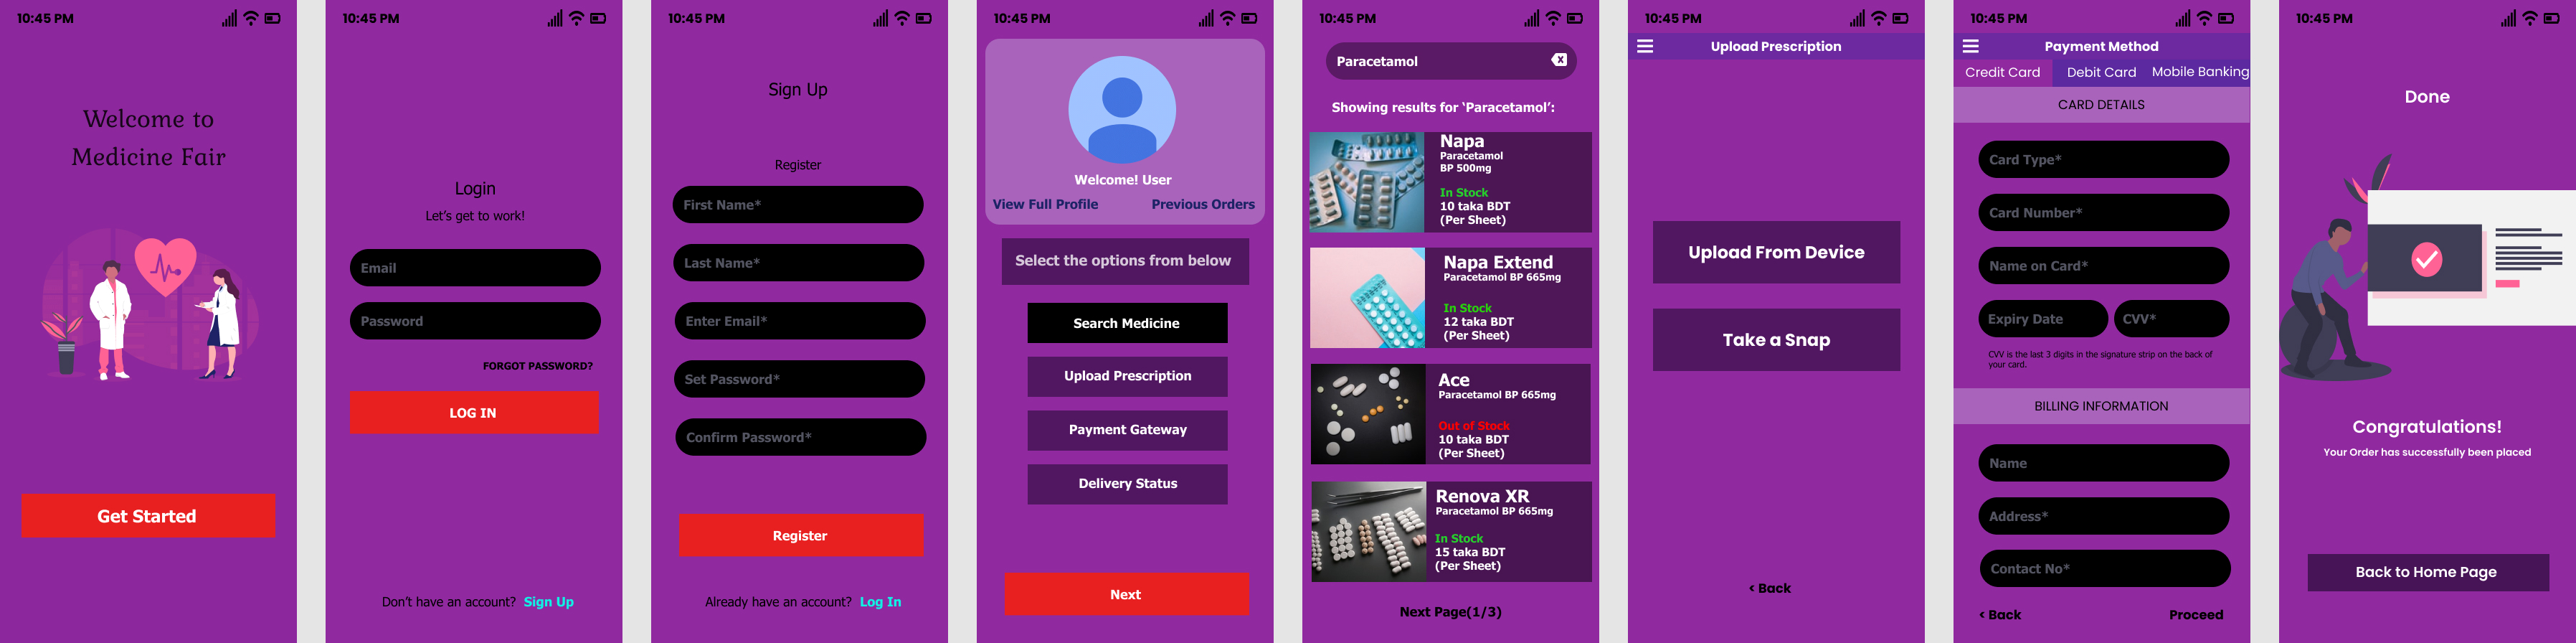 10:45 PM
Welcome to
Medicine Fair
Get Started
10:45 PM
Login
Let's get to work!
Email
Password
FORGOT PASSWORD?
LOG IN
Don't have an account? Sign Up
10:45 PM
Sign Up
Register
First Name*
Last Name*
Enter Email*
Set Password*
Confirm Password*
Register
Already have an account? Log In
10:45 PM
Welcome! User
View Full Profile Previous Orders
Select the options from below
Search Medicine
Upload Prescription
Payment Gateway
Delivery Status
Next
10:45 PM
Paracetamol
Showing results for ‘Paracetamol’:
Napa
Paracetamol
BP 500mg
In Stock
10 taka BDT
(Per Sheet)
Napa Extend
Paracetamol BP 665mg
In Stock
12 taka BDT
(Per Sheet)
Ace
Paracetamol BP 665mg
Out of Stock
10 taka BDT
(Per Sheet)
Renova XR
Paracetamol BP 665mg
In Stock
15 taka BDT
(Per Sheet)
Next Page(1/3)
10:45 PM
Upload Prescription
Upload From Device
Take a Snap
< Back
10:45 PM
Payment Method
Credit Card Debit Card Mobile Banking
CARD DETAILS
Card Type*
Card Number*
Name on Card*
Expiry Date CVV*
CVV is the last 3 digits in the signature strip on the back of
your card.
BILLING INFORMATION
Name
Address*
Contact No*
< Back Proceed
10:45 PM
Done
Congratulations!
Your Order has successfully been placed
Back to Home Page